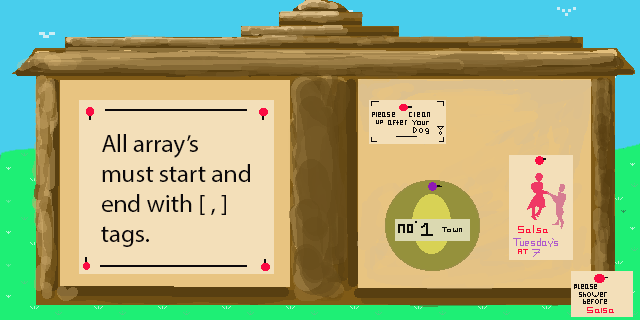 All array's
must start and
end with [ , ]
tags.
Please Clean
up after Your
Dog
no. 1 Town
Salsa
Tuesday's
AT 7
Please
shower
before
Salsa